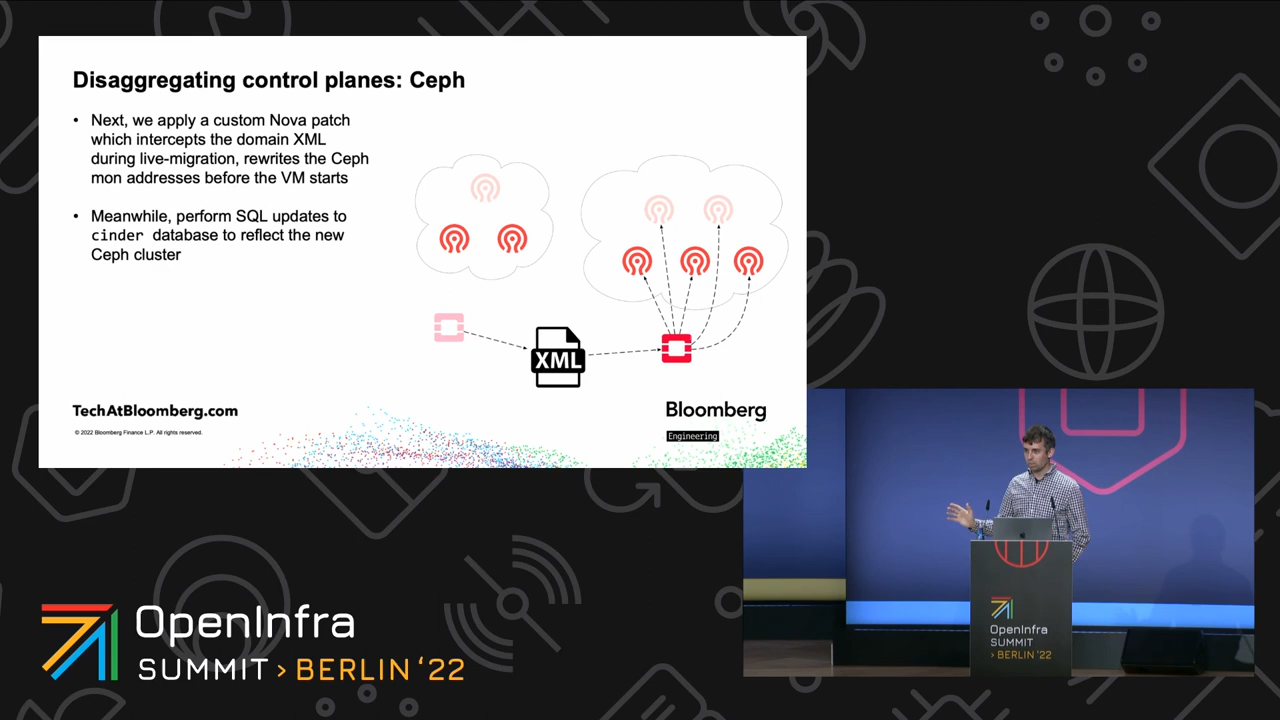 Disaggregating control planes: Ceph
• Next, we apply a custom Nova patch
which intercepts the domain XML
during live-migration, rewrites the Ceph
mon addresses before the VM starts
• Meanwhile, perform SQL updates to
cinder database to reflect the new
Ceph cluster
XML
TechAtBloomberg.com
© 2022 Bloomberg Finance L.P. All rights reserved.
Bloomberg
Engineering
OpenInfra
SUMMIT › BERLIN ‘22
OpenInfra
SUMMIT
› BERLIN ‘22